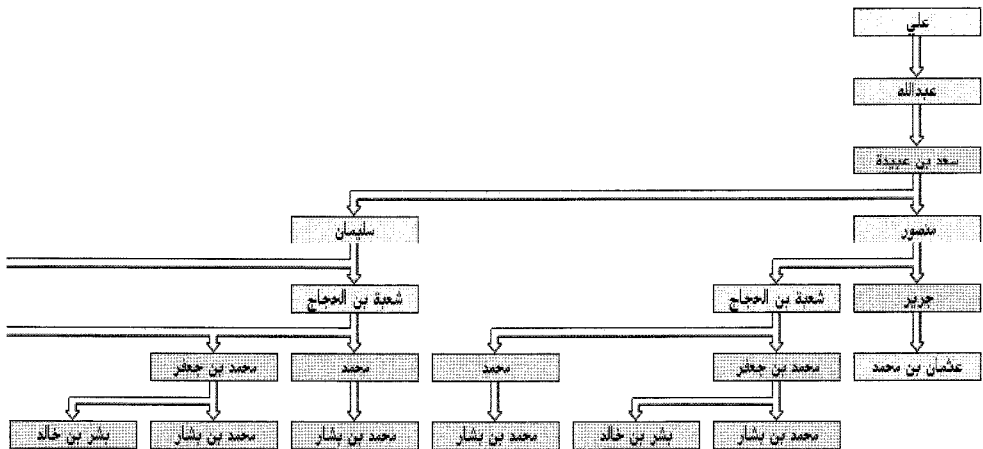 علي
عبدالله
سعد بن عبيدة
منصور
سليمان
جرير
شعبة بن الحجاج
شعبة بن الحجاج
عثمان بن محمد
محمد بن جعفر
محمد
محمد
محمد بن جعفر
محمد بن بشار
بشر بن خالد
محمد بن بشار
محمد بن بشار
محمد بن بشار
بشر بن خالد